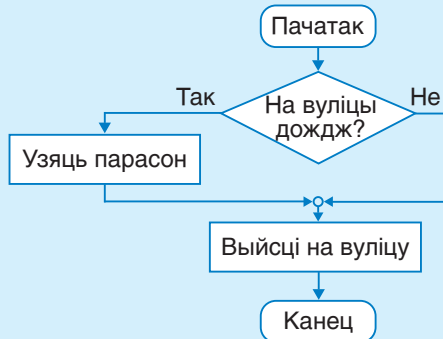 Пачатак
Так
На вуліцы
дождж?
Не
Узяць парасон
Выйсці на вуліцу
Канец